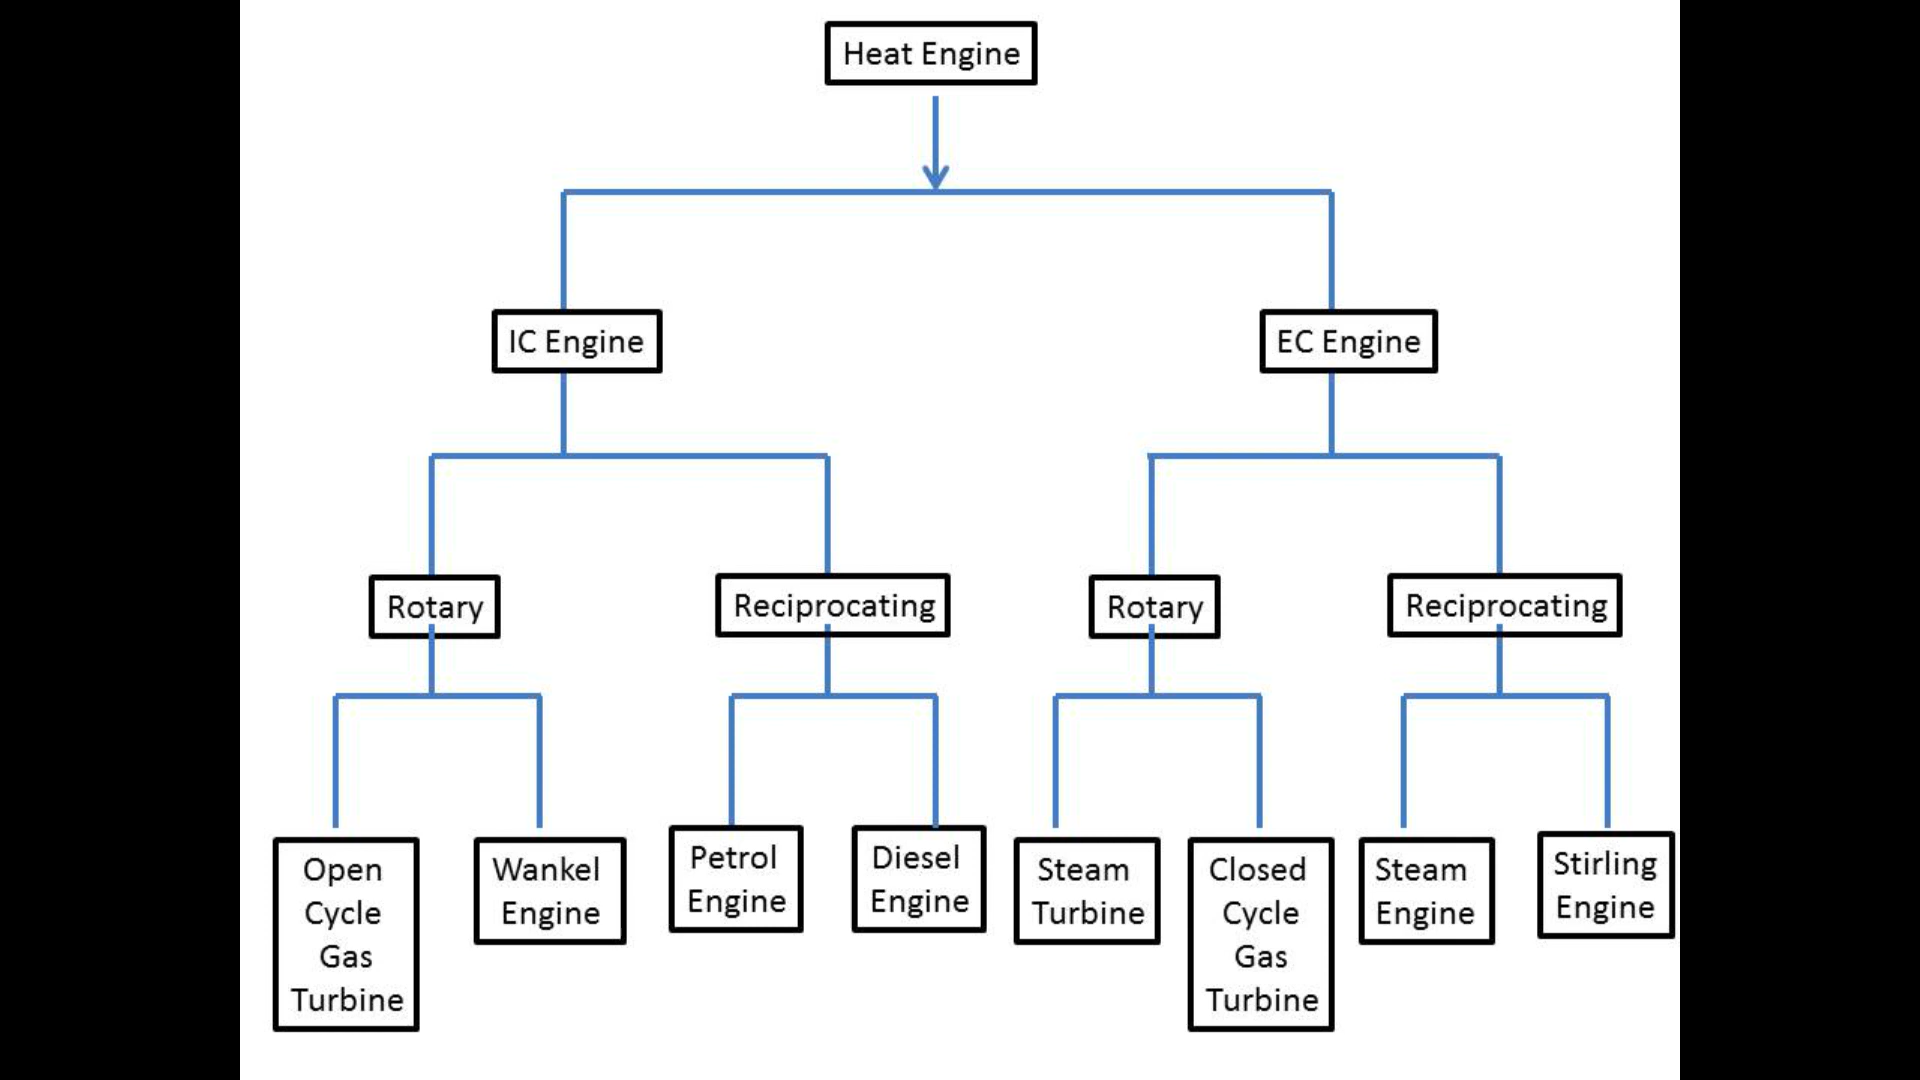 Heat Engine
IC Engine
EC Engine
Rotary
Reciprocating
Rotary
Reciprocating
Open
Cycle
Gas
Turbine
Wankel
Engine
Petrol
Engine
Diesel
Engine
Steam
Turbine
Closed
Cycle
Gas
Turbine
Steam
Engine
Stirling
Engine